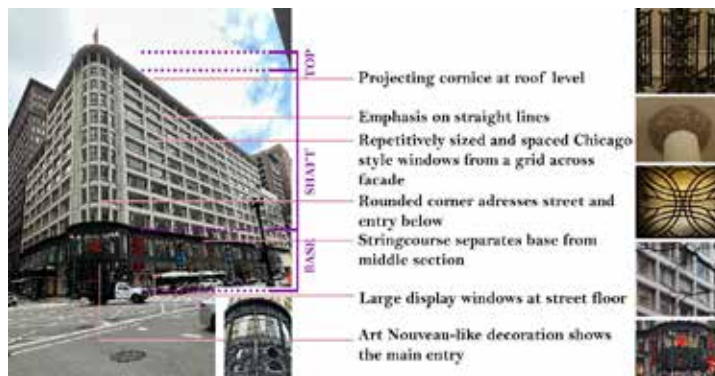 TOP
SHAFT
BASE
Projecting cornice at roof level
Emphasis on straight lines
Repetitively sized and spaced Chicago
style windows from a grid across
facade
Rounded corner adresses street and
entry below
Stringcourse separates base from
middle section
Large display windows at street floor
Art Nouveau-like decoration shows
the main entry